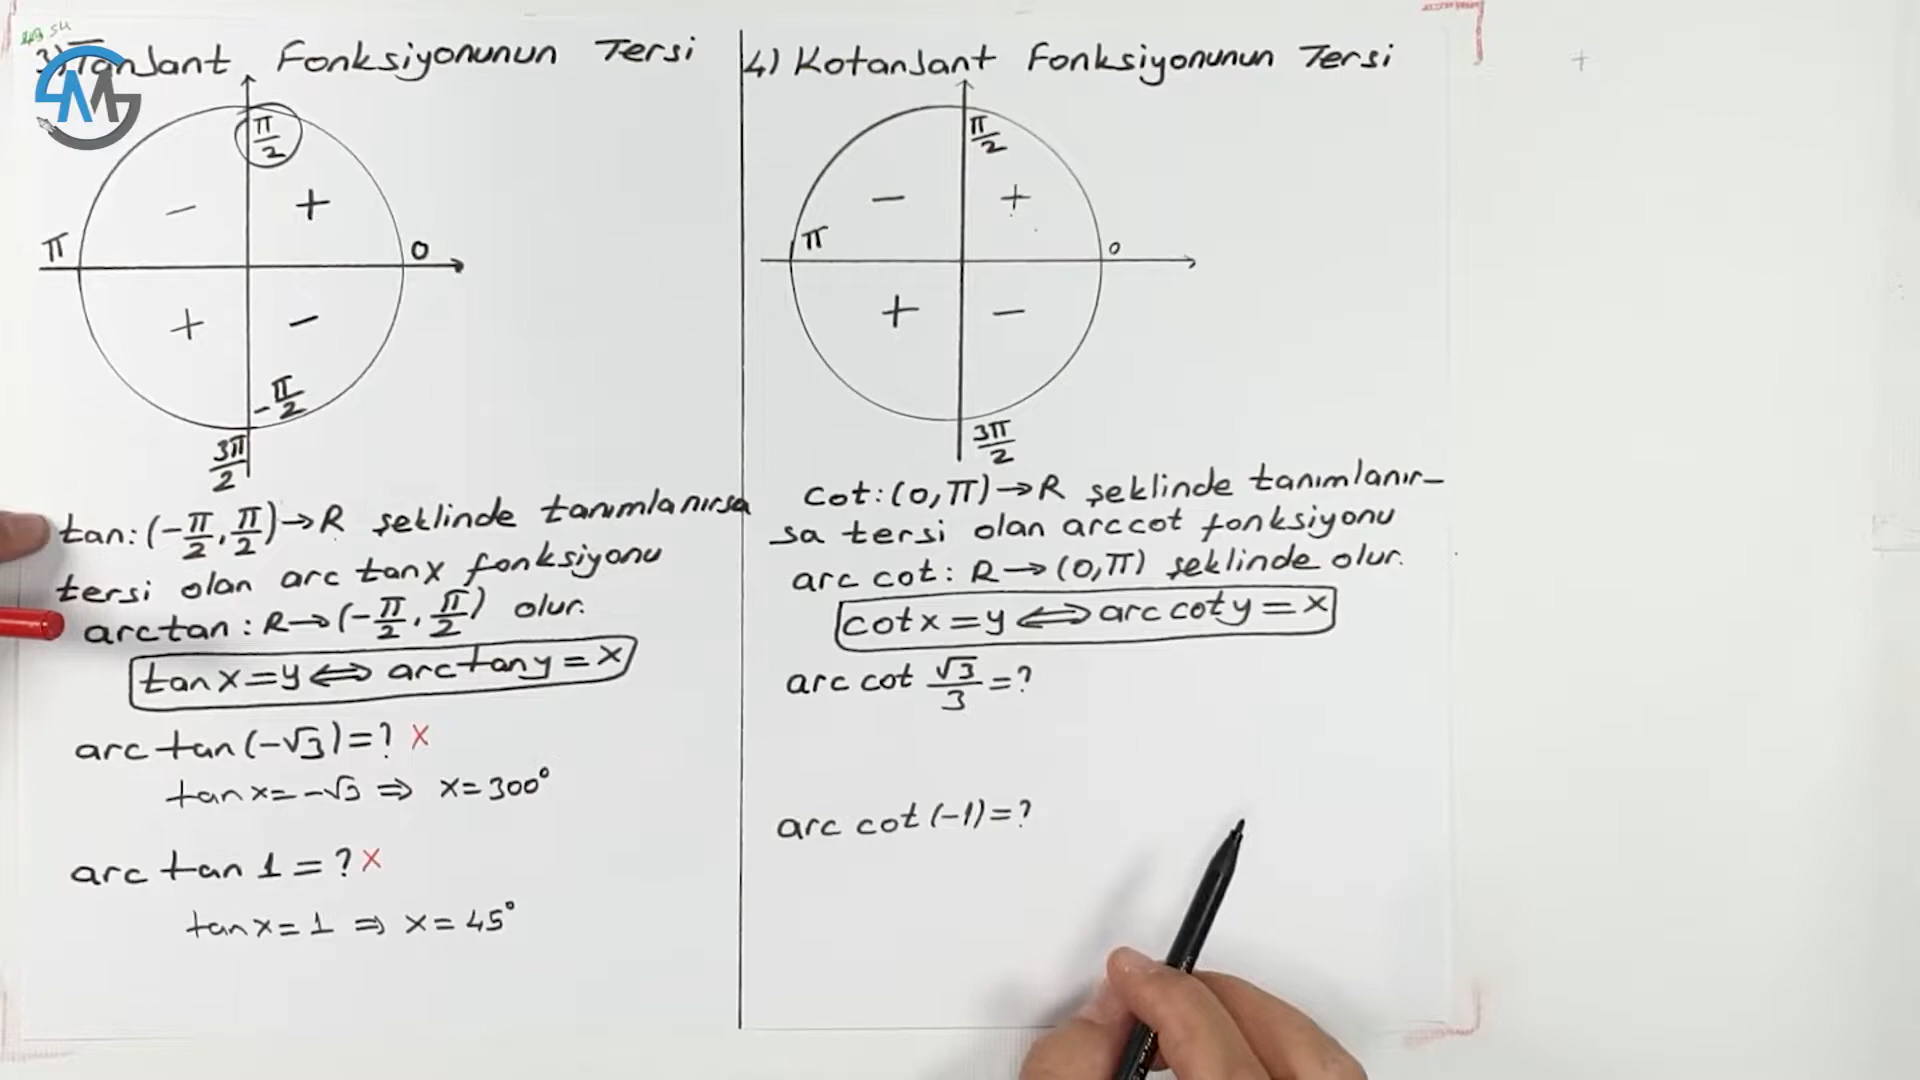 49 SU
3) Tanjant Fonksiyonunun Tersi
π/2
- +
π 0
+ -
-π/2
3π/2
tan: (-π/2, π/2) → R şeklinde tanımlanırsa
tersi olan arc tanx fonksiyonu
arctan: R → (-π/2, π/2) olur.
tanx = y ⇔ arctany = x
arc tan (-√3) = ? x
tanx = -√3 ⇒ x = 300°
arc tan 1 = ? x
tanx = 1 ⇒ x = 45°
4) Kotanjant Fonksiyonunun Tersi
π/2
- +
π 0
+ -
3π/2
cot: (0, π) → R şeklinde tanımlanır-
sa tersi olan arccot fonksiyonu
arc cot: R → (0, π) şeklinde olur.
cotx = y ⇔ arc coty = x
arc cot √3/3 = ?
arc cot (-1) = ?